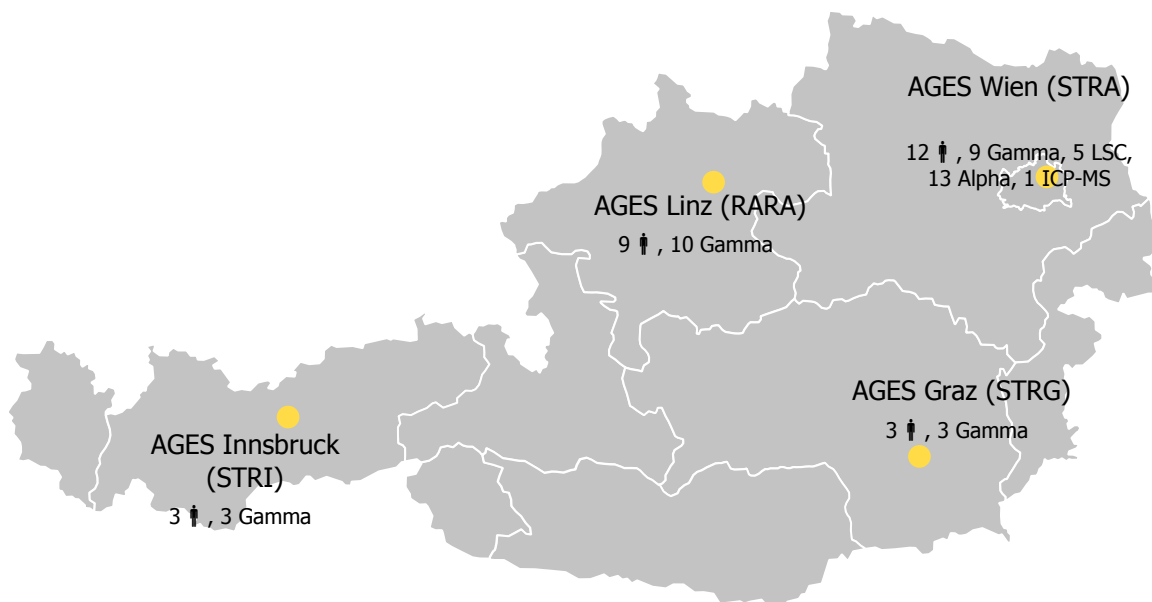 AGES Wien (STRA)
12 , 9 Gamma, 5 LSC,
13 Alpha, 1 ICP-MS
AGES Linz (RARA)
9 , 10 Gamma
AGES Graz (STRG)
3 , 3 Gamma
AGES Innsbruck
(STRI)
3 , 3 Gamma